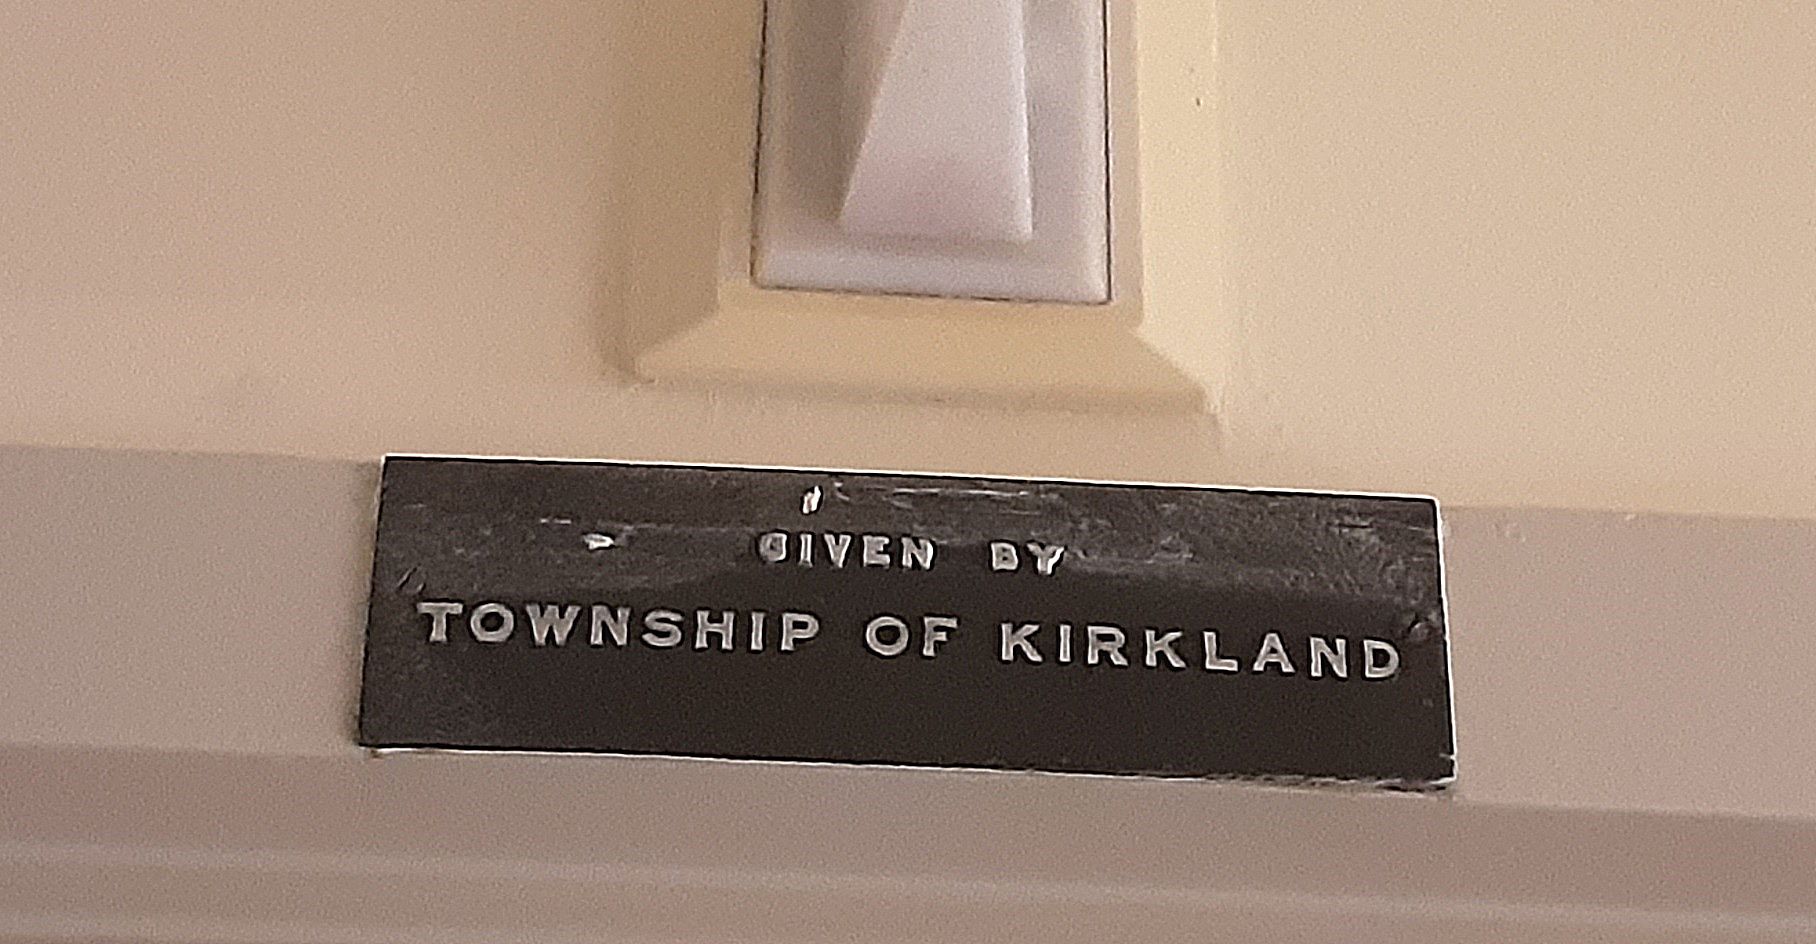 GIVEN BY
TOWNSHIP OF KIRKLAND